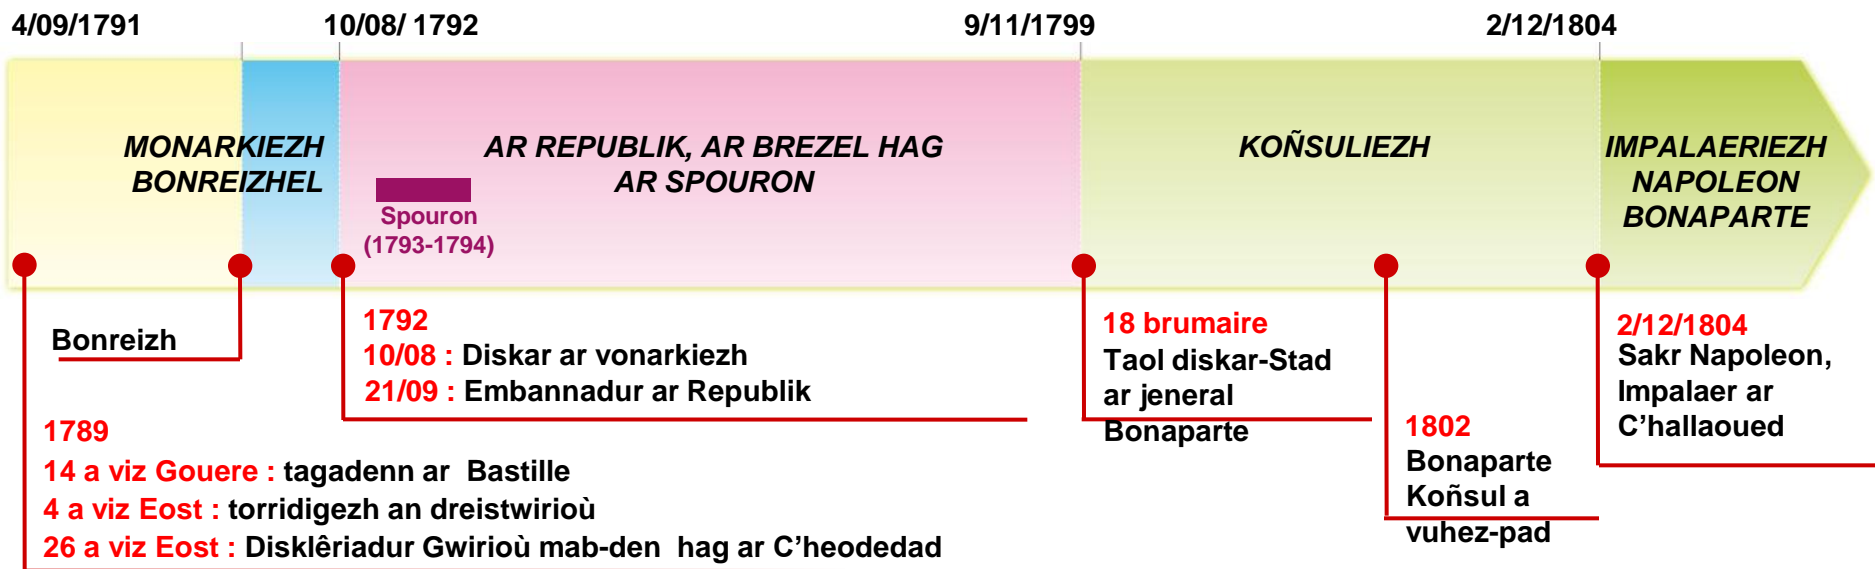 4/09/1791
10/08/ 1792
9/11/1799
2/12/1804
MONARKIEZH
BONREIZHEL
AR REPUBLIK, AR BREZEL HAG
AR SPOURON
Spouron
(1793-1794)
KOÑSULIEZH
IMPALAERIEZH
NAPOLEON
BONAPARTE
Bonreizh
1789
14 a viz Gouere : tagadenn ar Bastille
4 a viz Eost : torridigezh an dreistwirioù
26 a viz Eost : Disklêriadur Gwirioù mab-den hag ar C'heodedad
1792
10/08 : Diskar ar vonarkiezh
21/09 : Embannadur ar Republik
18 brumaire
Taol diskar-Stad
ar jeneral
Bonaparte
1802
Bonaparte
Koñsul a
vuhez-pad
2/12/1804
Sakr Napoleon,
Impalaer ar
C'hallaoued